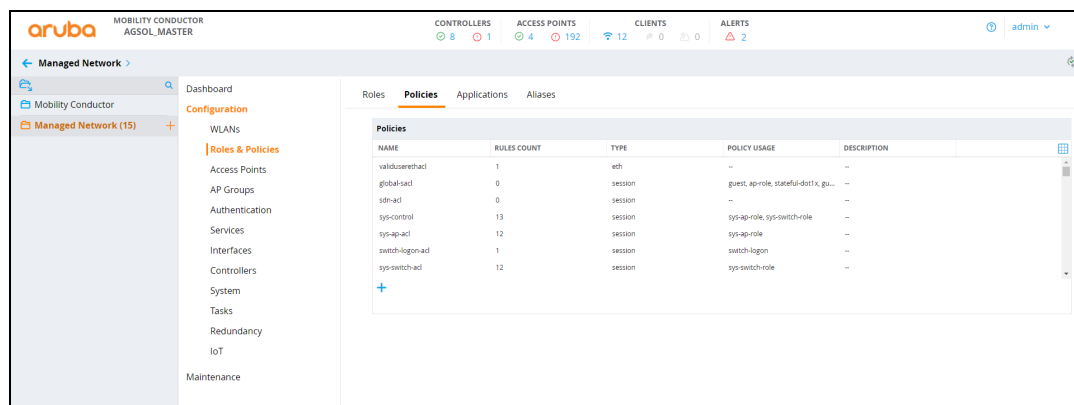 aruba
MOBILITY CONDUCTOR
AGSOL_MASTER
CONTROLLERS ACCESS POINTS CLIENTS ALERTS
8 1 4 192 12 0 0 2
admin
Managed Network >
Mobility Conductor
Managed Network (15) +
Dashboard
Configuration
WLANs
Roles & Policies
Access Points
AP Groups
Authentication
Services
Interfaces
Controllers
System
Tasks
Redundancy
IoT
Maintenance
Roles Policies Applications Aliases
Policies
NAME RULES COUNT TYPE POLICY USAGE DESCRIPTION
validuserethacl 1 eth -- --
global-sacl 0 session guest, ap-role, stateful-dot1x, gu... --
sdn-acl 0 session -- --
sys-control 13 session sys-ap-role, sys-switch-role --
sys-ap-acl 12 session sys-ap-role --
switch-logon-acl 1 session switch-logon --
sys-switch-acl 12 session sys-switch-role --
+